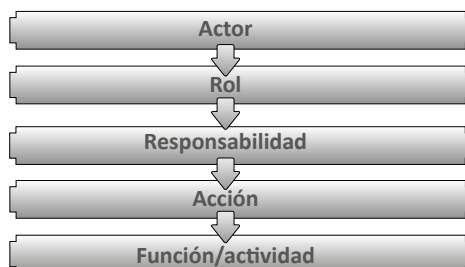 Actor
Rol
Responsabilidad
Acción
Función/actividad